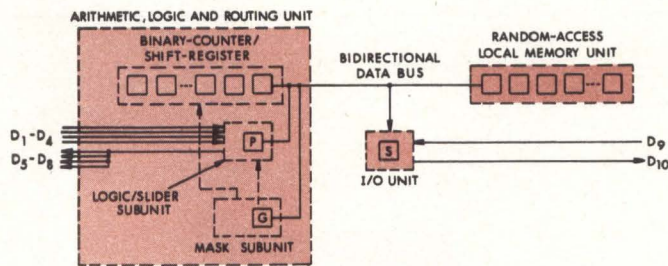 ARITHMETIC, LOGIC AND ROUTING UNIT
BINARY-COUNTER/
SHIFT-REGISTER
BIDIRECTIONAL
DATA BUS
RANDOM-ACCESS
LOCAL MEMORY UNIT
D1-D4
D5-D8
P
LOGIC/SLIDER
SUBUNIT
G
MASK SUBUNIT
S
I/O UNIT
D9
D10